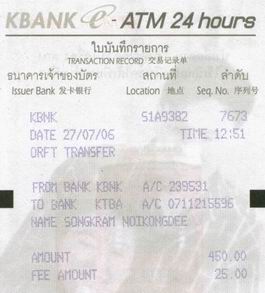 KBANK e-ATM 24 hours
ใบบันทึกรายการ
TRANSACTION RECORD 交易记录单
ธนาคารเจ้าของบัตร สถานที่ ลำดับ
Issuer Bank 发卡银行 Location 地点 Seq. No. 序列号
KBNK S1A9382 7673
DATE 27/07/06 TIME 12:51
ORFT TRANSFER
FROM BANK KBNK A/C 239531
TO BANK KTBA A/C 0711215596
NAME SONGKRAM NOIKONGDEE
AMOUNT 450.00
FEE AMOUNT 25.00